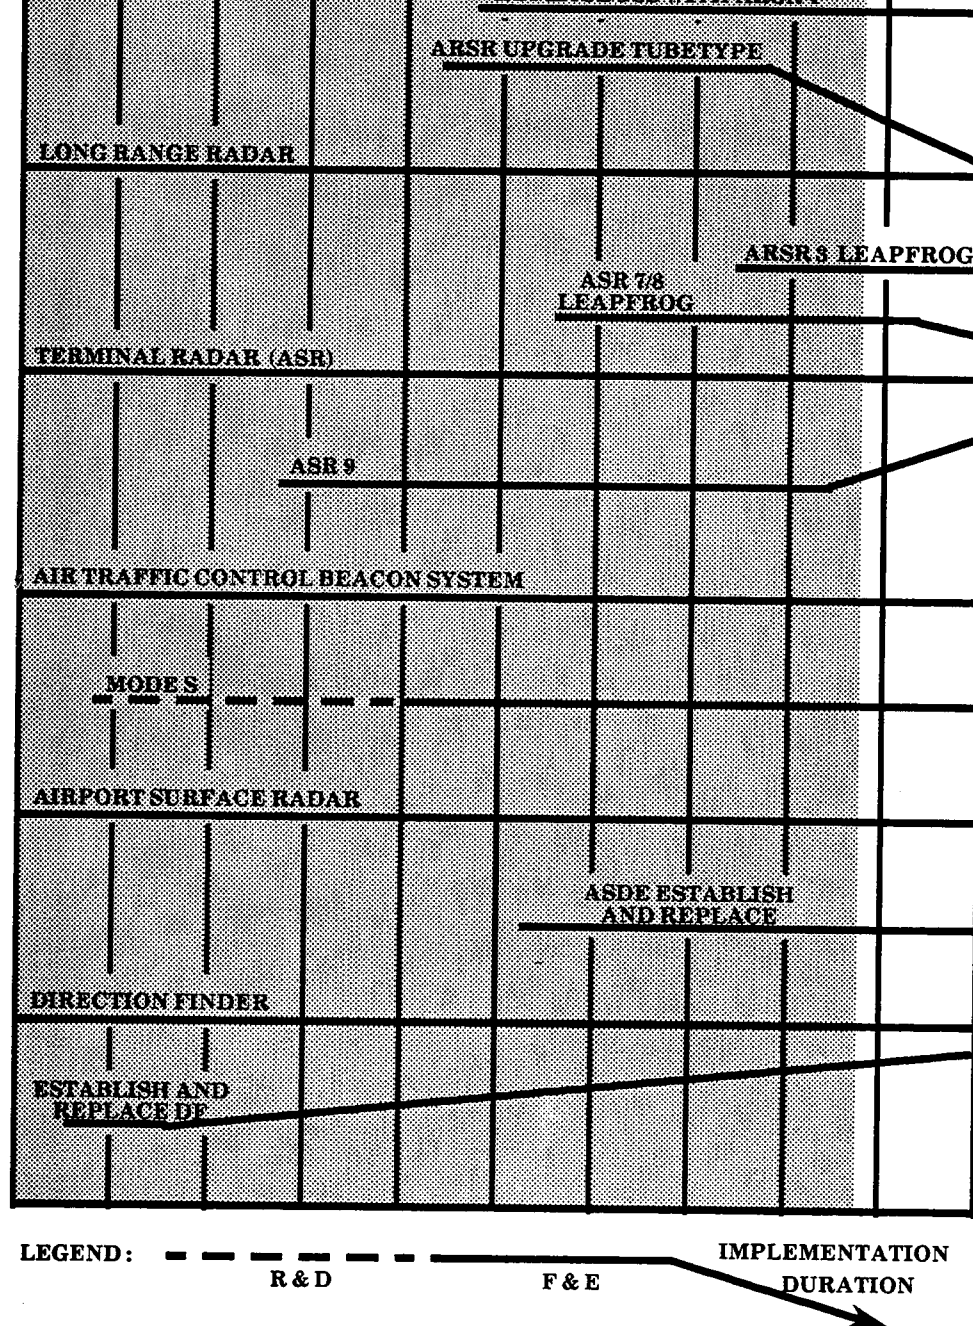 ARSR UPGRADE TUBETYPE
LONG RANGE RADAR
ARSR 3 LEAPFROG
ASR 7/8
LEAPFROG
TERMINAL RADAR (ASR)
ASR 9
AIR TRAFFIC CONTROL BEACON SYSTEM
MODE S
AIRPORT SURFACE RADAR
ASDE ESTABLISH
AND REPLACE
DIRECTION FINDER
ESTABLISH AND
REPLACE DF
LEGEND:
R & D
F & E
IMPLEMENTATION
DURATION